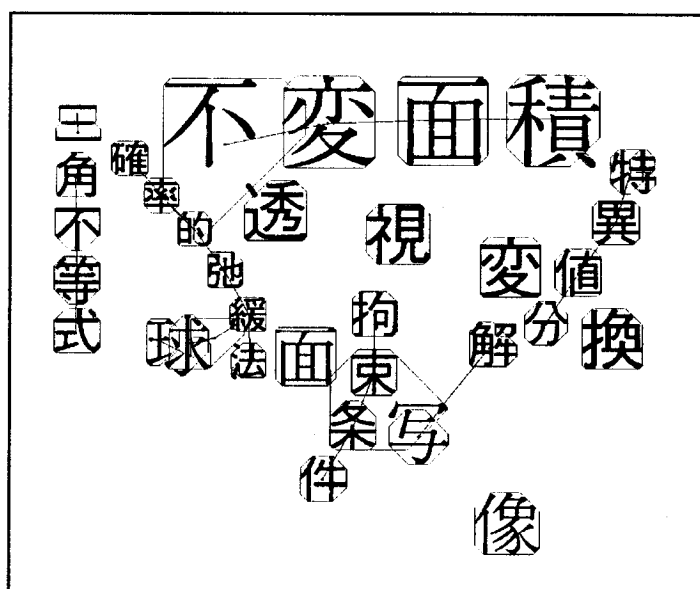 不変面積
三角不等式
確率的弛緩法
透視変換
特異値分解
球面写像
拘束条件